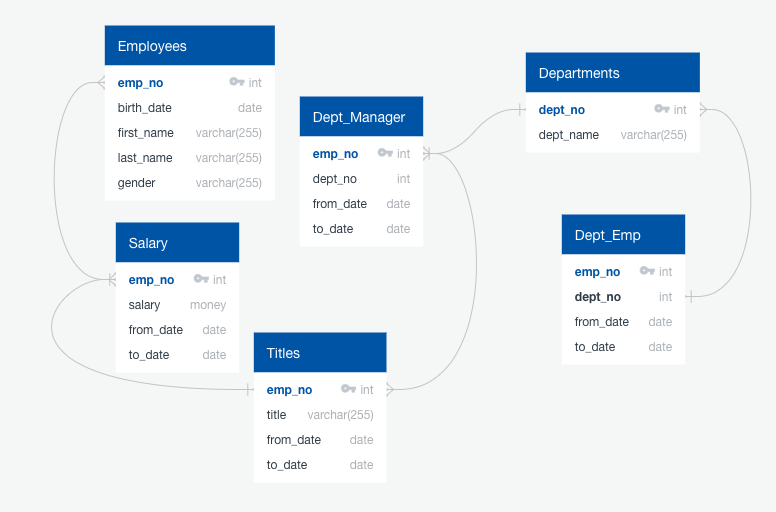 Employees
emp_no int
birth_date date
first_name varchar(255)
last_name varchar(255)
gender varchar(255)
Dept_Manager
emp_no int
dept_no int
from_date date
to_date date
Departments
dept_no int
dept_name varchar(255)
Salary
emp_no int
salary money
from_date date
to_date date
Dept_Emp
emp_no int
dept_no int
from_date date
to_date date
Titles
emp_no int
title varchar(255)
from_date date
to_date date